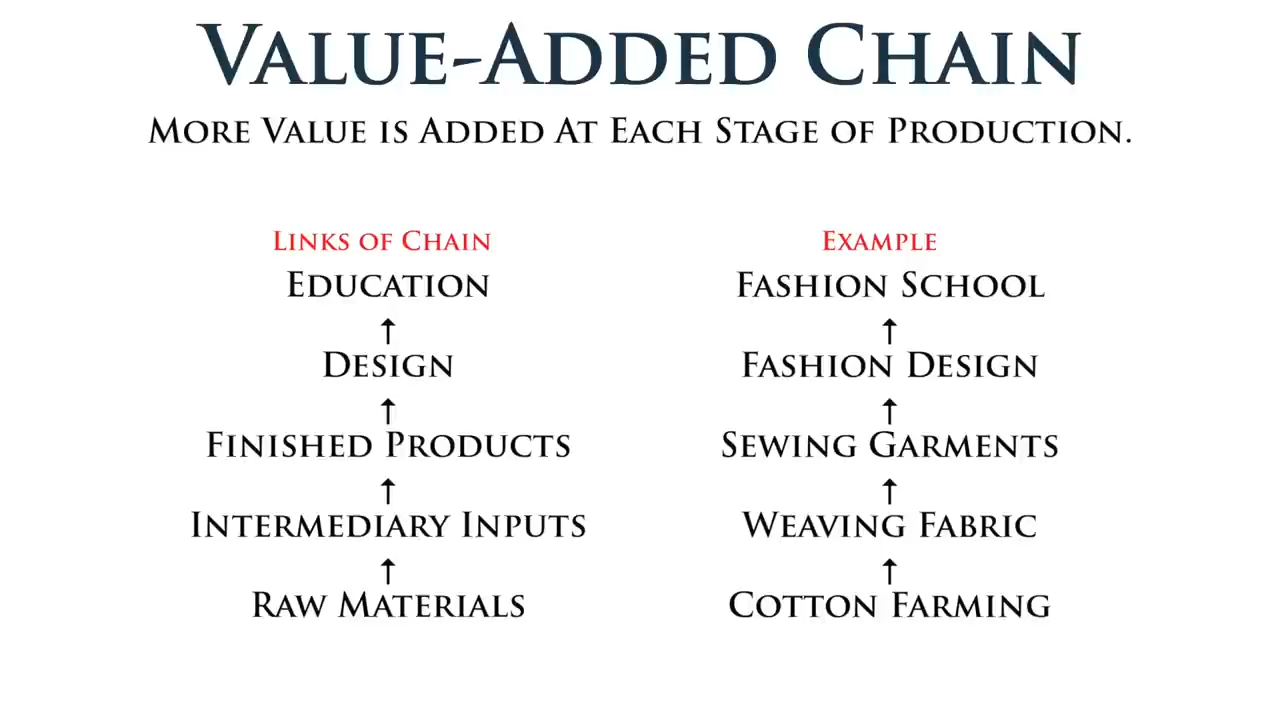 Value-Added Chain
More Value is Added At Each Stage of Production.
Links of Chain
Education
↑
Design
↑
Finished Products
↑
Intermediary Inputs
↑
Raw Materials
Example
Fashion School
↑
Fashion Design
↑
Sewing Garments
↑
Weaving Fabric
↑
Cotton Farming